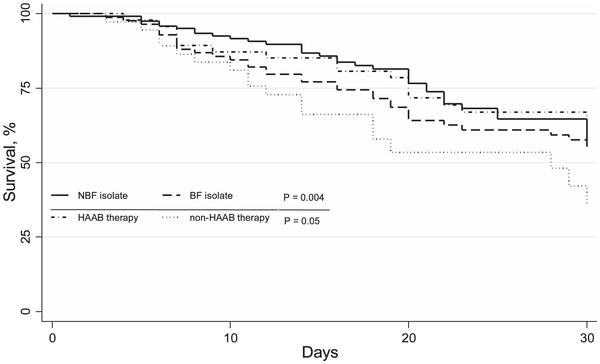 100
75
50
25
0
Survival, %
NBF isolate BF isolate P = 0.004
HAAB therapy non-HAAB therapy P = 0.05
0 10 20 30
Days